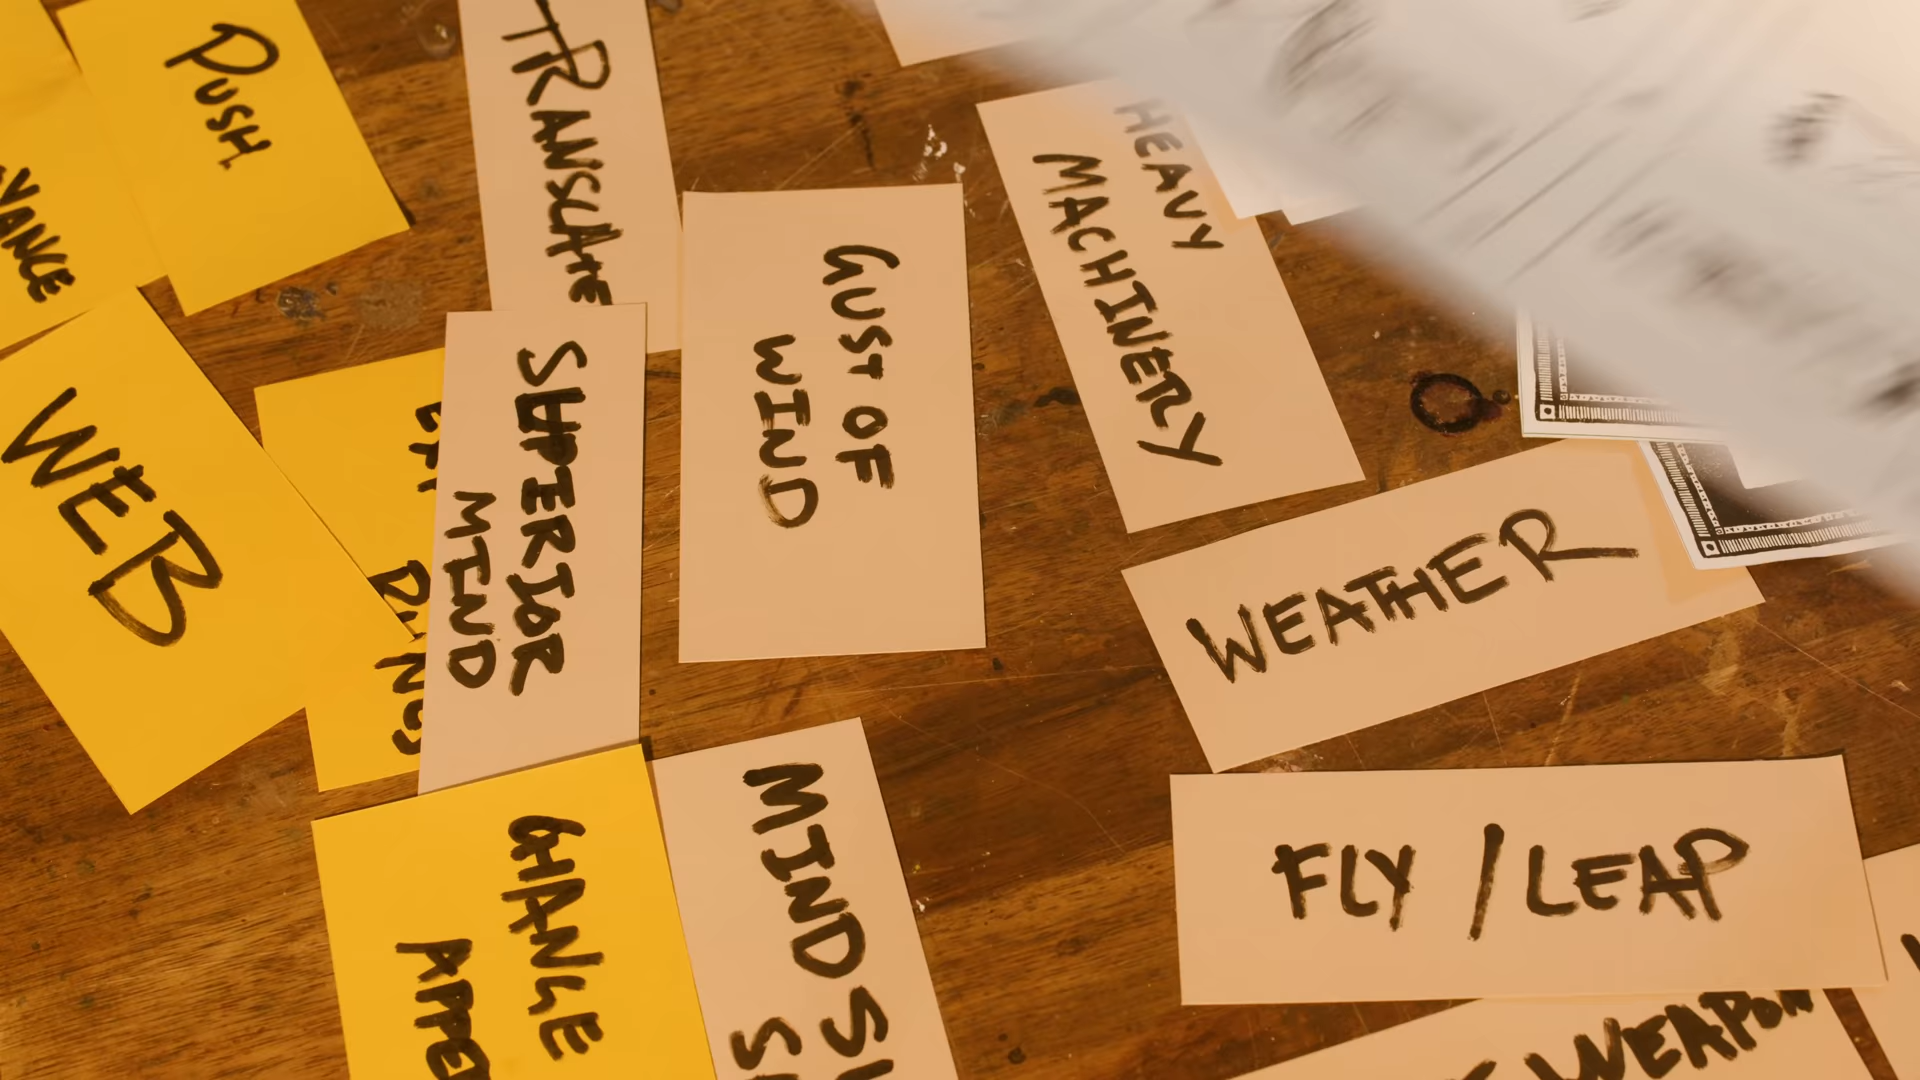 PUSH
TRANSLATE
HEAVY
MACHINERY
GUST OF
WIND
WEB
SUPERIOR
MIND
WEATHER
CHANGE
MIND
FLY / LEAP
WEAPON